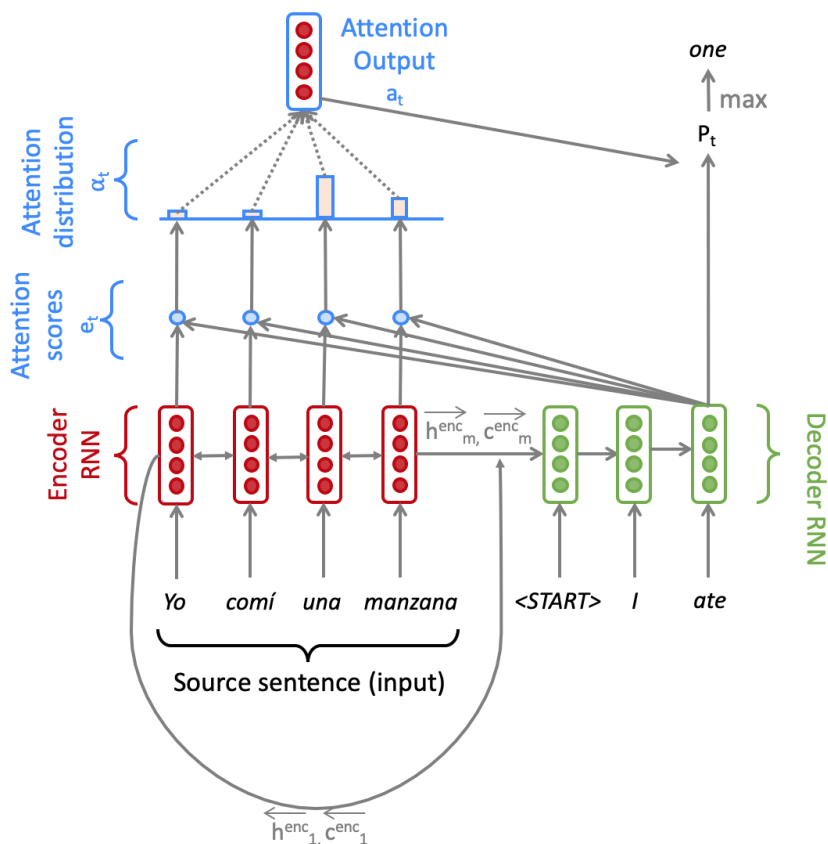 Attention
Output
a_t
one
max
P_t
Attention
distribution
α_t
Attention
scores
e_t
Encoder
RNN
h^enc_m, c^enc_m
Decoder RNN
Yo comí una manzana <START> I ate
Source sentence (input)
h^enc_1, c^enc_1